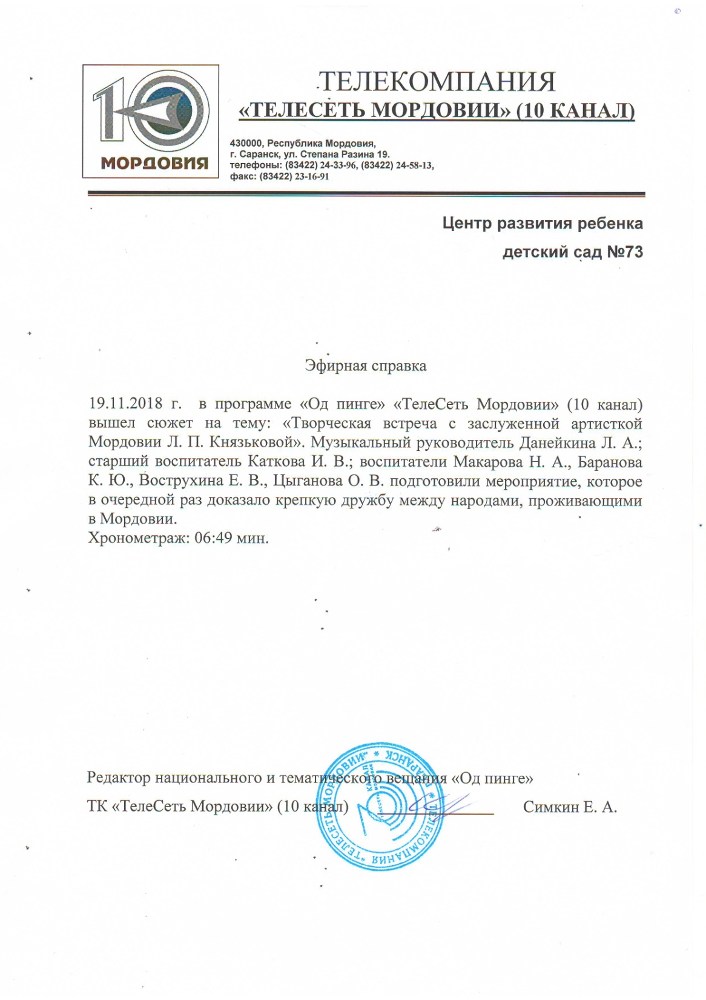 10
МОРДОВИЯ
ТЕЛЕКОМПАНИЯ
«ТЕЛЕСЕТЬ МОРДОВИИ» (10 КАНАЛ)
430000, Республика Мордовия,
г. Саранск, ул. Степана Разина 19.
телефоны: (83422) 24-33-96, (83422) 24-58-13,
факс: (83422) 23-16-91
Центр развития ребенка
детский сад №73
Эфирная справка
19.11.2018 г. в программе «Од пинге» «ТелеСеть Мордовии» (10 канал)
вышел сюжет на тему: «Творческая встреча с заслуженной артисткой
Мордовии Л. П. Князьковой». Музыкальный руководитель Данейкина Л. А.;
старший воспитатель Каткова И. В.; воспитатели Макарова Н. А., Баранова
К. Ю., Вострухина Е. В., Цыганова О. В. подготовили мероприятие, которое
в очередной раз доказало крепкую дружбу между народами, проживающими
в Мордовии.
Хронометраж: 06:49 мин.
Редактор национального и тематического вещания «Од пинге»
ТК «ТелеСеть Мордовии» (10 канал) Симкин Е. А.
ТЕЛЕКОМПАНИЯ "ТЕЛЕСЕТЬ МОРДОВИИ" * Г. САРАНСК *
КАНАЛ